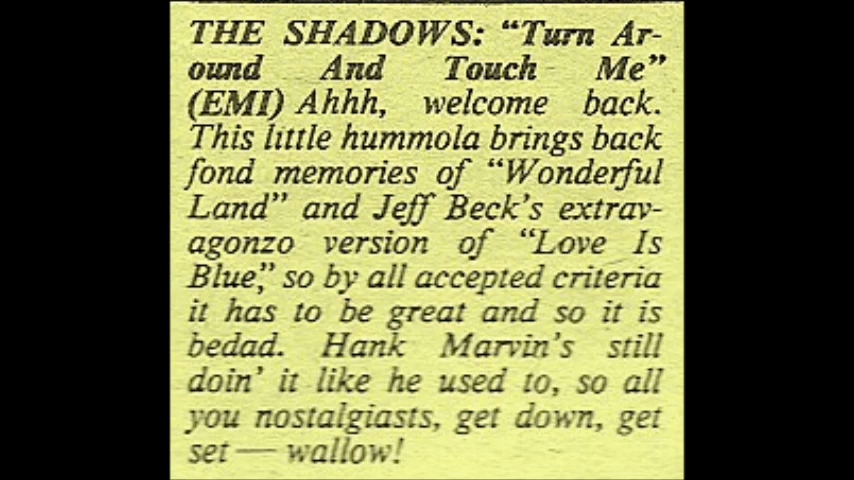 THE SHADOWS: “Turn Ar-
ound And Touch Me”
(EMI) Ahhh, welcome back.
This little hummola brings back
fond memories of “Wonderful
Land” and Jeff Beck’s extrav-
agonzo version of “Love Is
Blue,” so by all accepted criteria
it has to be great and so it is
bedad. Hank Marvin’s still
doin’ it like he used to, so all
you nostalgiasts, get down, get
set — wallow!